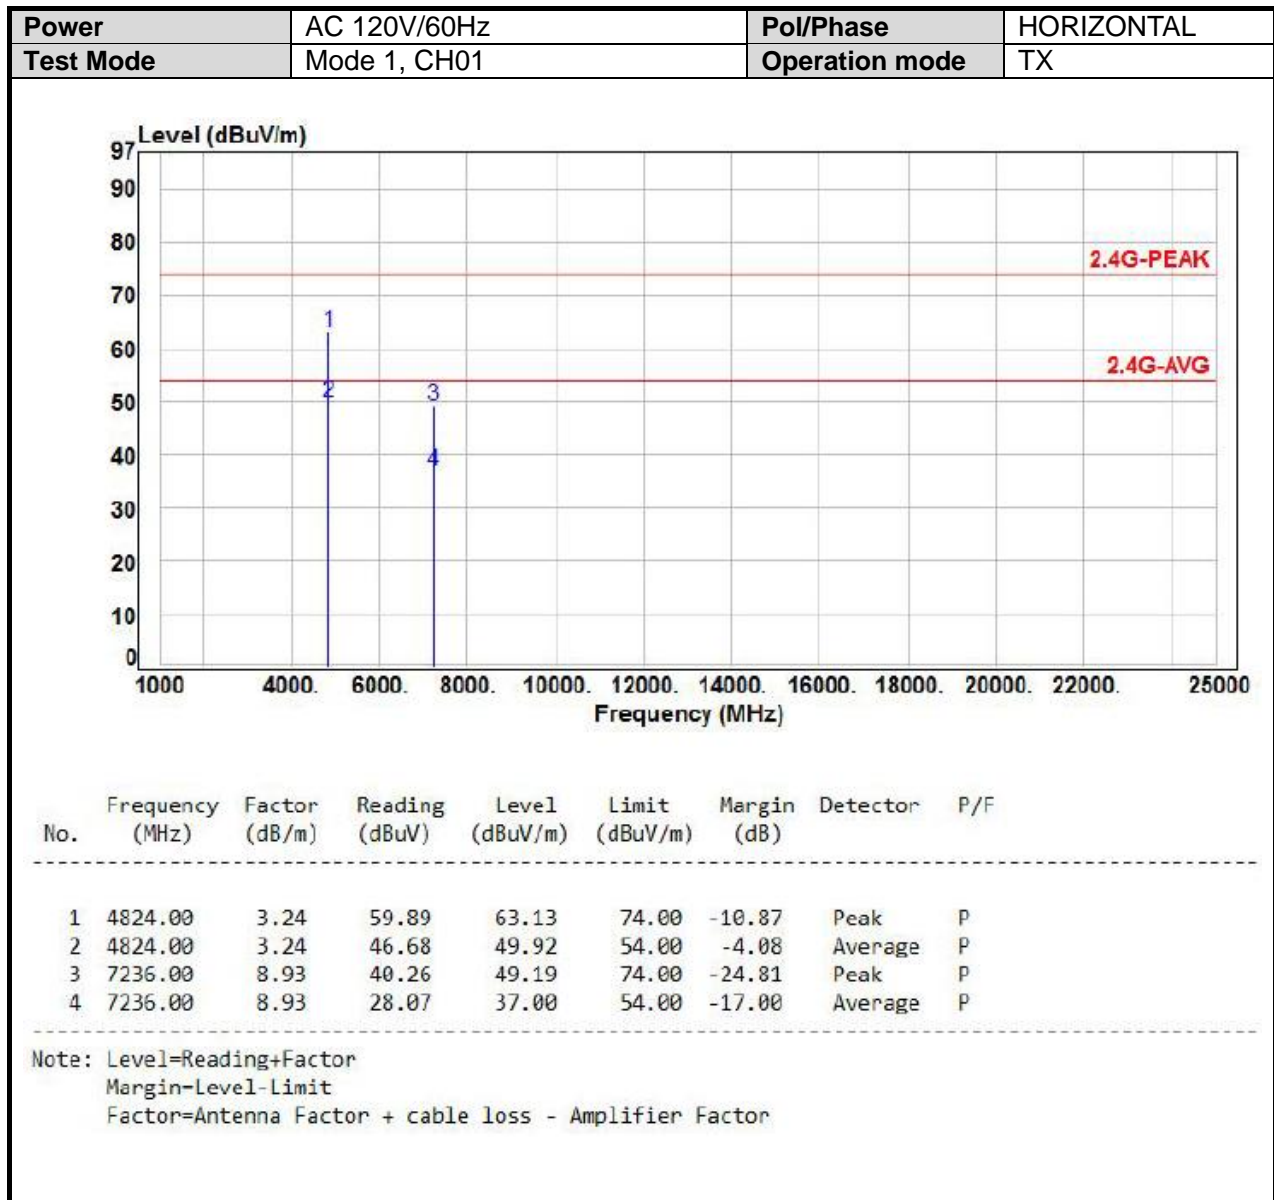 Power AC 120V/60Hz Pol/Phase HORIZONTAL
Test Mode Mode 1, CH01 Operation mode TX
Level (dBuV/m)
97
90
80
2.4G-PEAK
70
1
60
2.4G-AVG
2 3
50
40
4
30
20
10
0
1000 4000. 6000. 8000. 10000. 12000. 14000. 16000. 18000. 20000. 22000. 25000
Frequency (MHz)
Frequency Factor Reading Level Limit Margin Detector P/F
No. (MHz) (dB/m) (dBuV) (dBuV/m) (dBuV/m) (dB)
1 4824.00 3.24 59.89 63.13 74.00 -10.87 Peak P
2 4824.00 3.24 46.68 49.92 54.00 -4.08 Average P
3 7236.00 8.93 40.26 49.19 74.00 -24.81 Peak P
4 7236.00 8.93 28.07 37.00 54.00 -17.00 Average P
Note: Level=Reading+Factor
Margin=Level-Limit
Factor=Antenna Factor + cable loss - Amplifier Factor